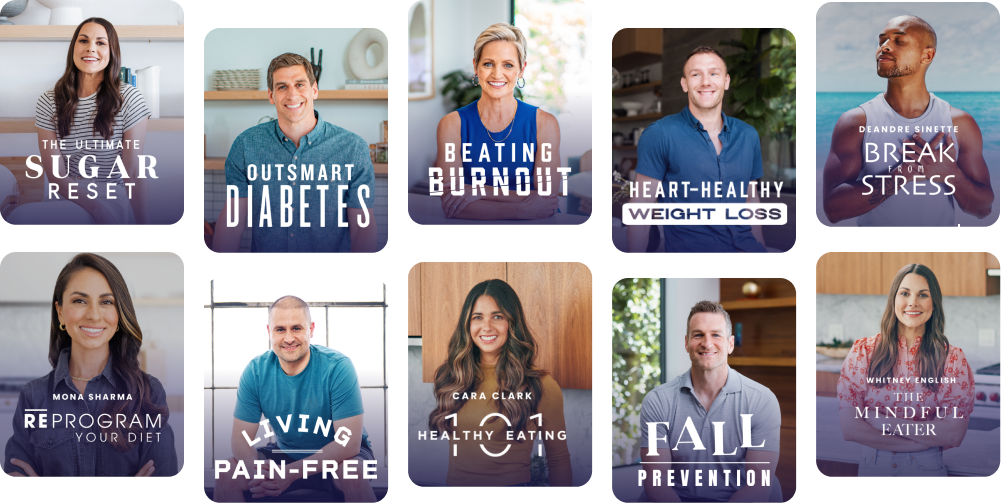 THE ULTIMATE
SUGAR
RESET
OUTSMART
DIABETES
BEATING
BURNOUT
HEART-HEALTHY
WEIGHT LOSS
DEANDRE SINETTE
BREAK
FROM
STRESS
MONA SHARMA
REPROGRAM
YOUR DIET
LIVING
PAIN-FREE
CARA CLARK
101
HEALTHY EATING
FALL
PREVENTION
WHITNEY ENGLISH
THE
MINDFUL
EATER